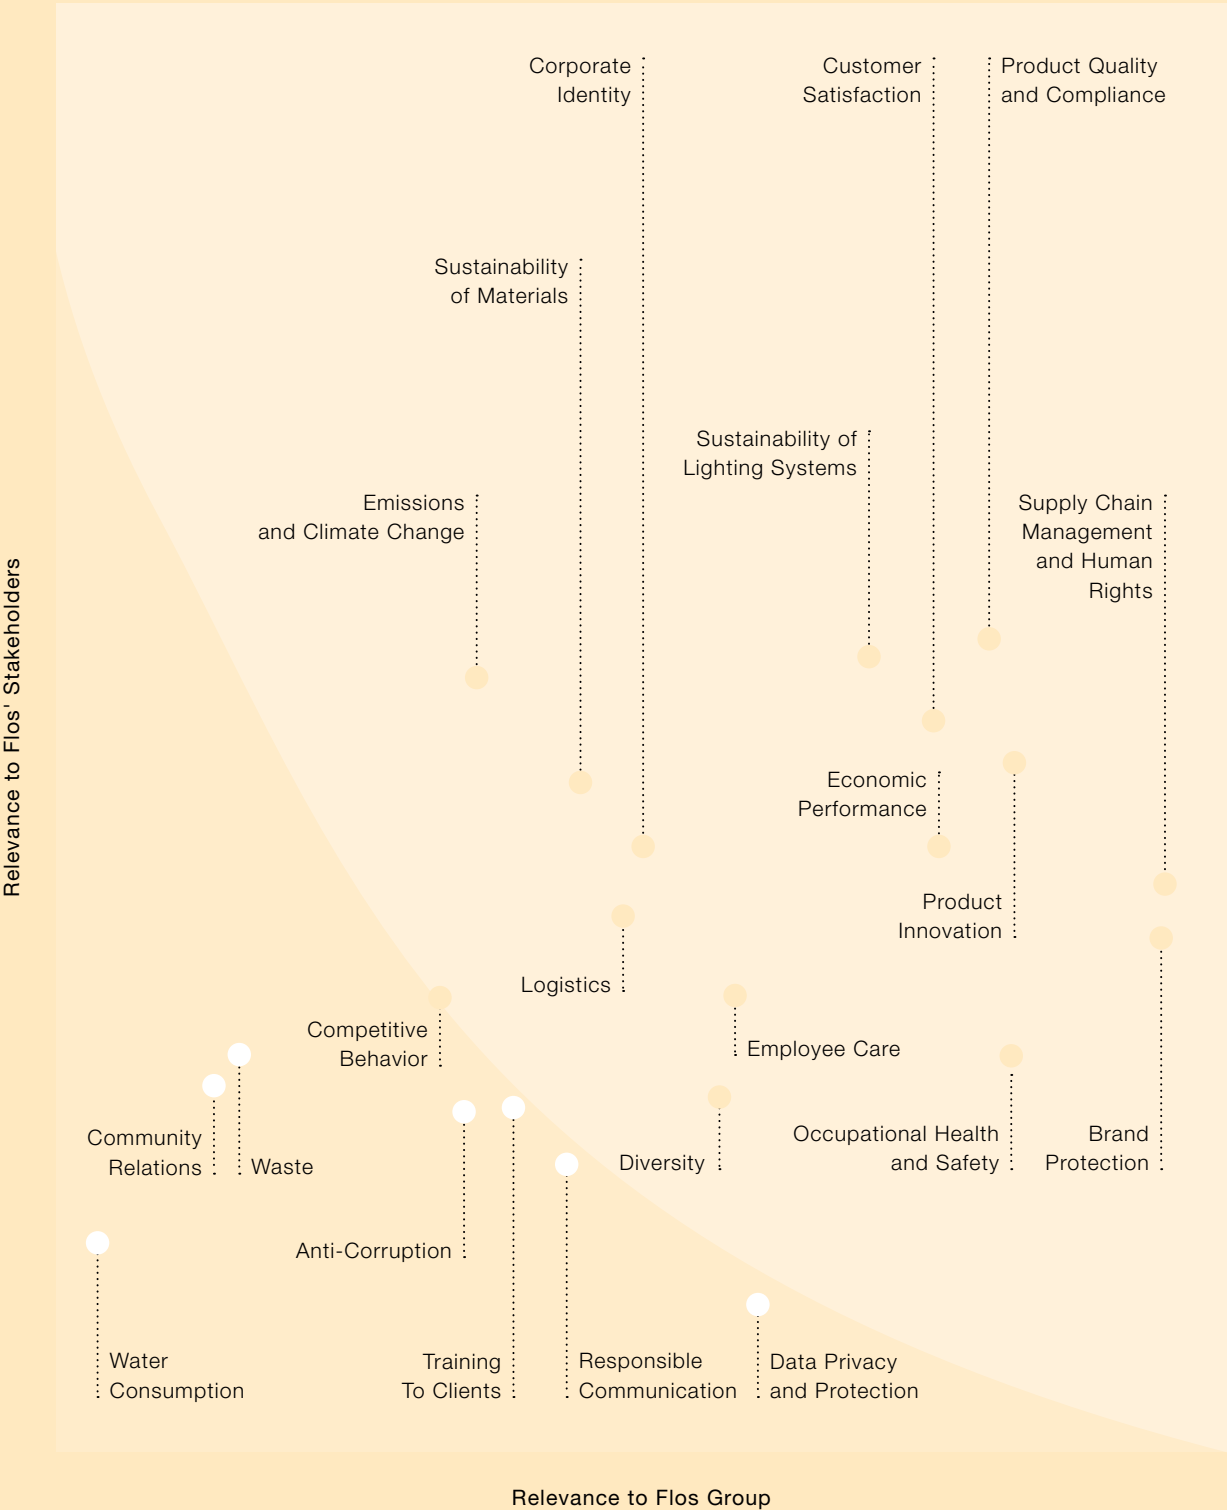 Corporate
Identity
Customer
Satisfaction
Product Quality
and Compliance
Sustainability
of Materials
Sustainability of
Lighting Systems
Emissions
and Climate Change
Supply Chain
Management
and Human
Rights
Relevance to Flos' Stakeholders
Economic
Performance
Product
Innovation
Logistics
Competitive
Behavior
Employee Care
Community
Relations
Waste
Diversity
Occupational Health
and Safety
Brand
Protection
Anti-Corruption
Water
Consumption
Training
To Clients
Responsible
Communication
Data Privacy
and Protection
Relevance to Flos Group